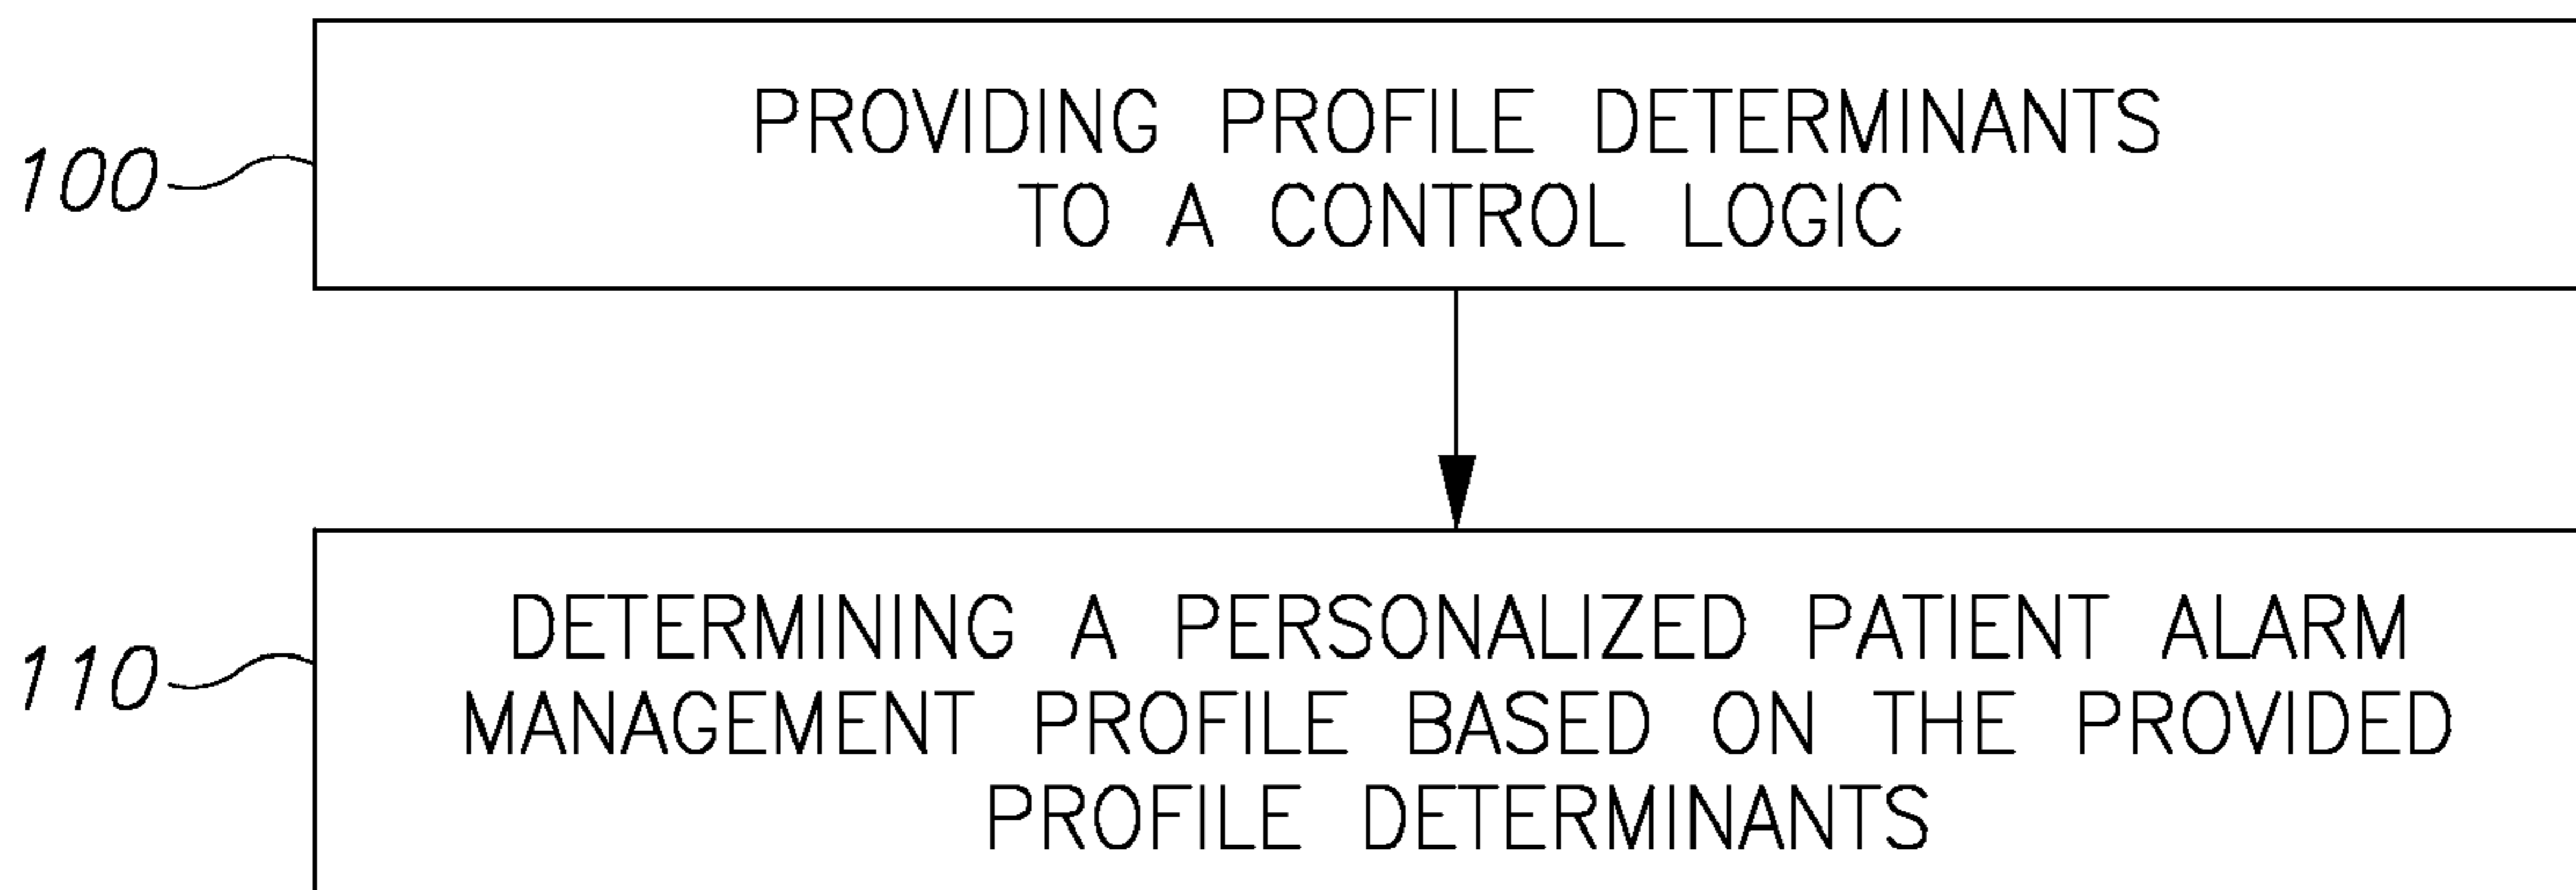 100
PROVIDING PROFILE DETERMINANTS
TO A CONTROL LOGIC
110
DETERMINING A PERSONALIZED PATIENT ALARM
MANAGEMENT PROFILE BASED ON THE PROVIDED
PROFILE DETERMINANTS